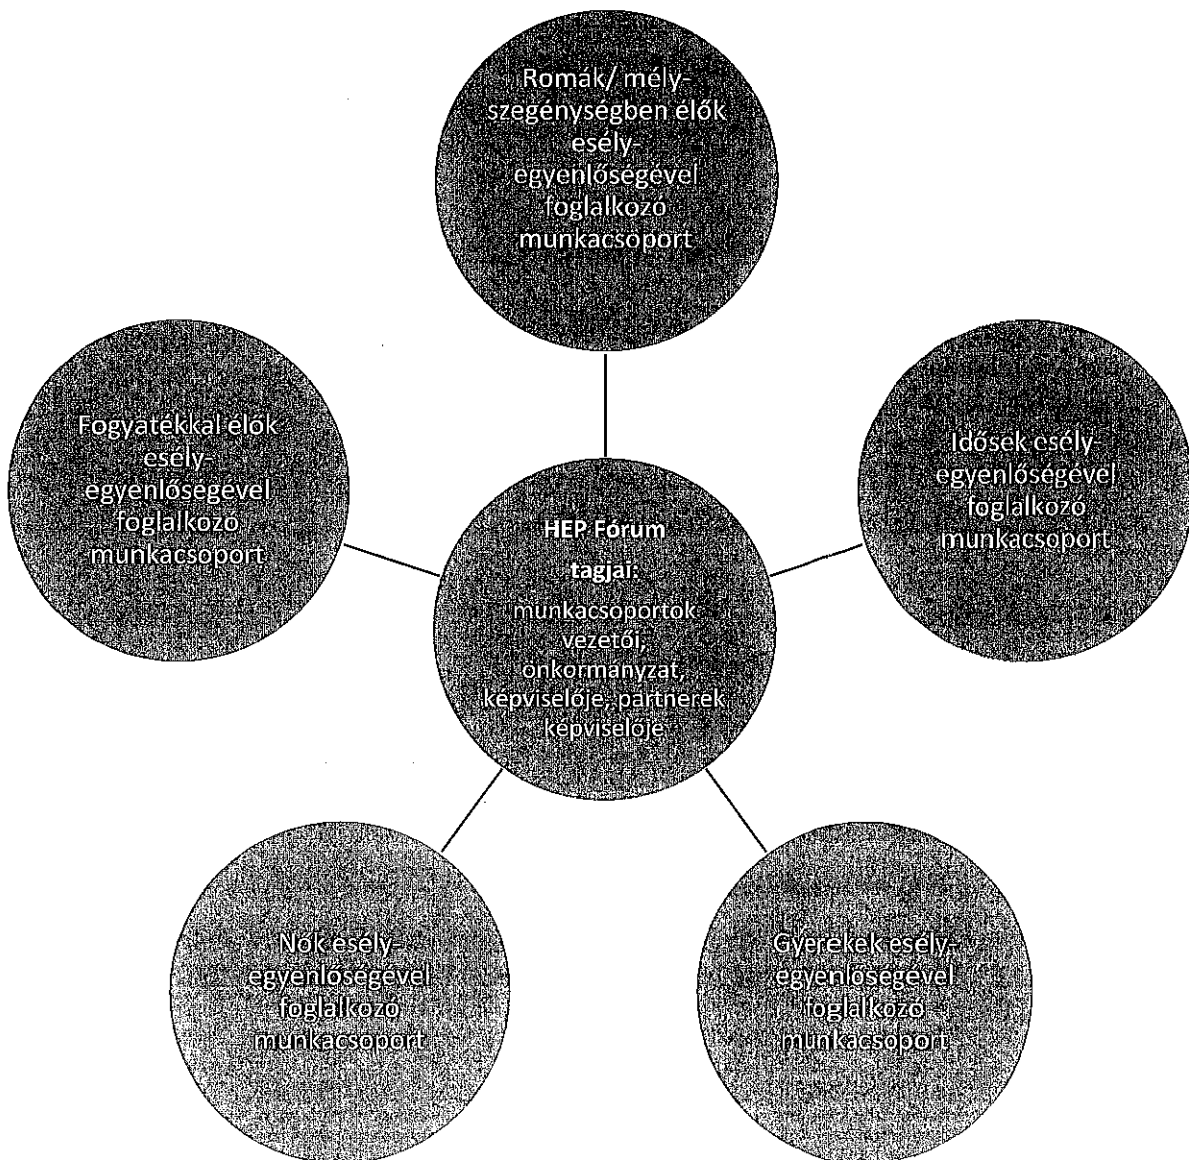 Romák/ mély-
szegénységben élők
esély-
egyenlőségével
foglalkozó
munkacsoport
Fogyatékkal élők
esély-
egyenlőségével
foglalkozó
munkacsoport
Idősek esély-
egyenlőségével
foglalkozó
munkacsoport
HEP Fórum
tagjai:
munkacsoportok
vezetői,
önkormányzat,
képviselője, partnerek
képviselője
Nők esély-
egyenlőségével
foglalkozó
munkacsoport
Gyerekek esély-
egyenlőségével
foglalkozó
munkacsoport